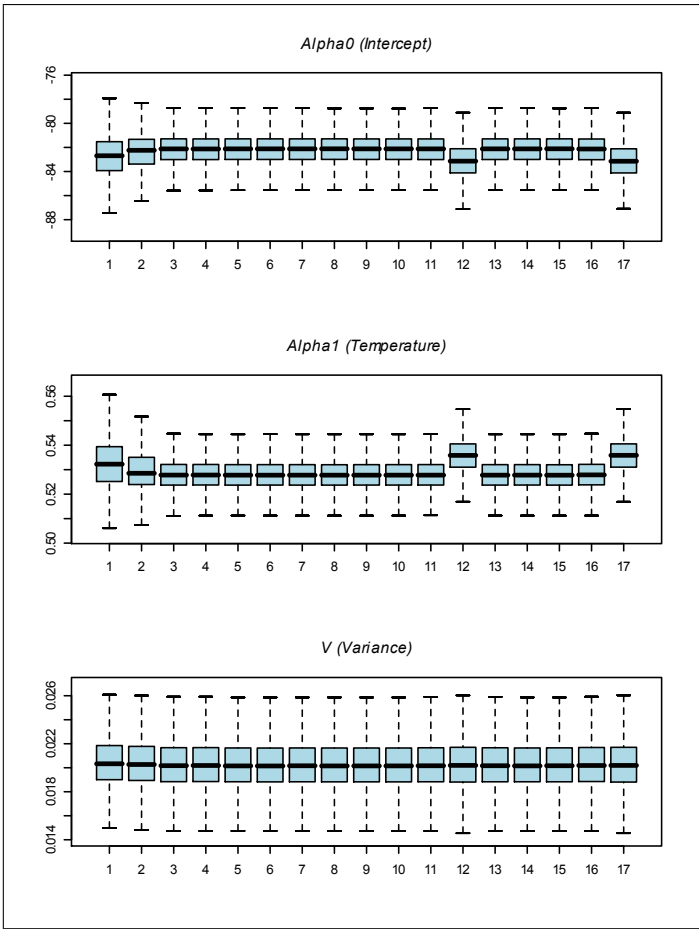 Alpha0 (Intercept)
-76
-80
-84
-88
1 2 3 4 5 6 7 8 9 10 11 12 13 14 15 16 17
Alpha1 (Temperature)
0.56
0.54
0.52
0.50
1 2 3 4 5 6 7 8 9 10 11 12 13 14 15 16 17
V (Variance)
0.026
0.022
0.018
0.014
1 2 3 4 5 6 7 8 9 10 11 12 13 14 15 16 17